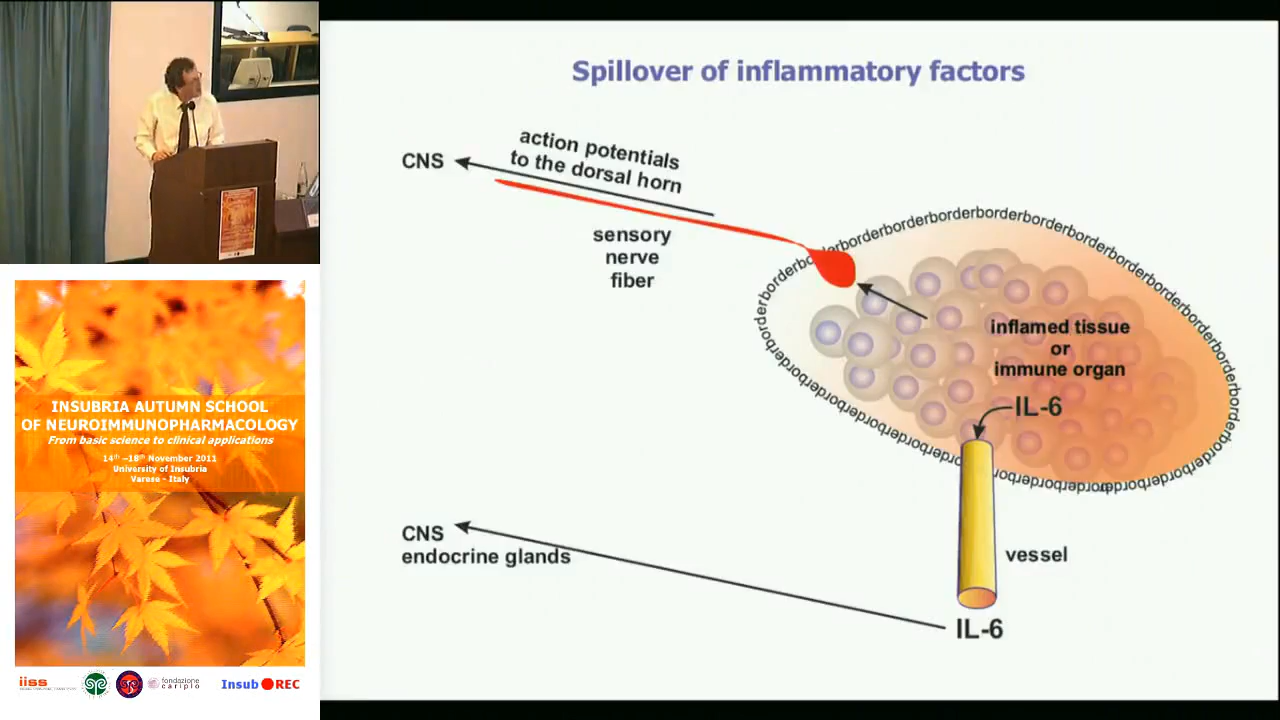 Spillover of inflammatory factors
CNS
action potentials
to the dorsal horn
sensory
nerve
fiber
borderborderborderborderborderborderborderborderborder
inflamed tissue
or
immune organ
IL-6
CNS
endocrine glands
vessel
IL-6
INSUBRIA AUTUMN SCHOOL
OF NEUROIMMUNOPHARMACOLOGY
From basic science to clinical applications
14th –18th November 2011
University of Insubria
Varese - Italy
iiss
fondazione
cariplo
Insub REC